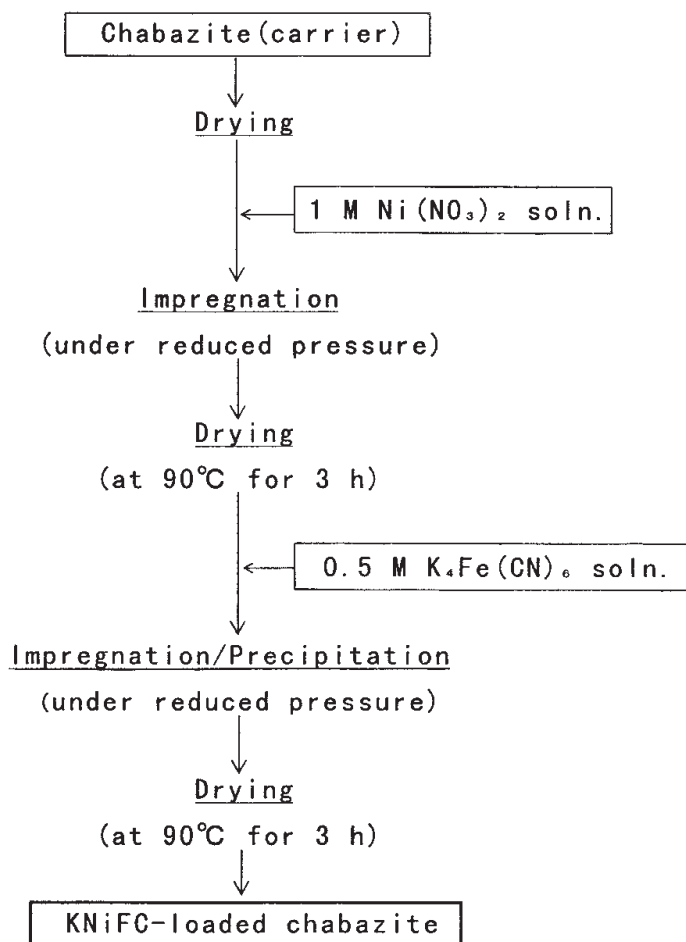 Chabazite(carrier)
Drying
1 M Ni(NO₃)₂ soln.
Impregnation
(under reduced pressure)
Drying
(at 90℃ for 3 h)
0.5 M K₄Fe(CN)₆ soln.
Impregnation/Precipitation
(under reduced pressure)
Drying
(at 90℃ for 3 h)
KNiFC-loaded chabazite